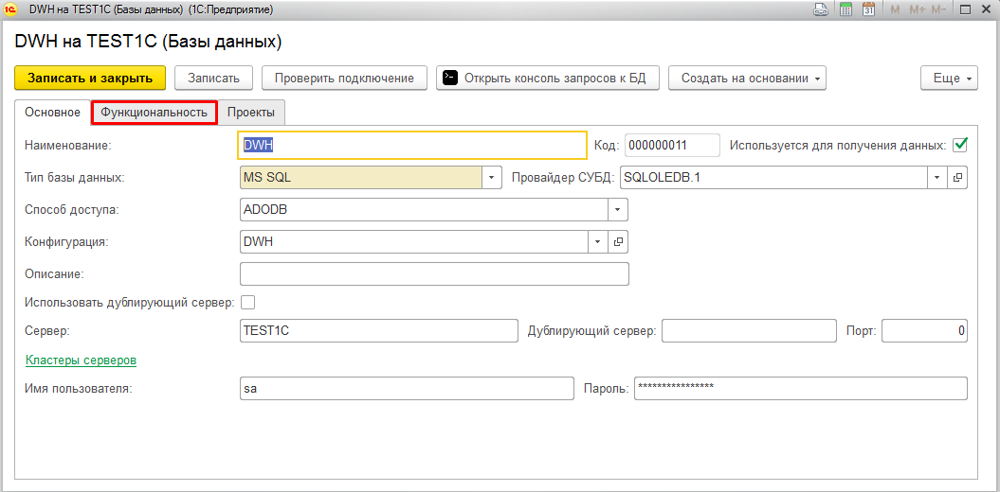 DWH на TEST1C (Базы данных) (1С:Предприятие)
M M+ M-
DWH на TEST1C (Базы данных)
Записать и закрыть Записать Проверить подключение Открыть консоль запросов к БД Создать на основании Еще
Основное Функциональность Проекты
Наименование: DWH Код: 000000011 Используется для получения данных:
Тип базы данных: MS SQL Провайдер СУБД: SQLOLEDB.1
Способ доступа: ADODB
Конфигурация: DWH
Описание:
Использовать дублирующий сервер:
Сервер: TEST1C Дублирующий сервер: Порт: 0
Кластеры серверов
Имя пользователя: sa Пароль: ****************